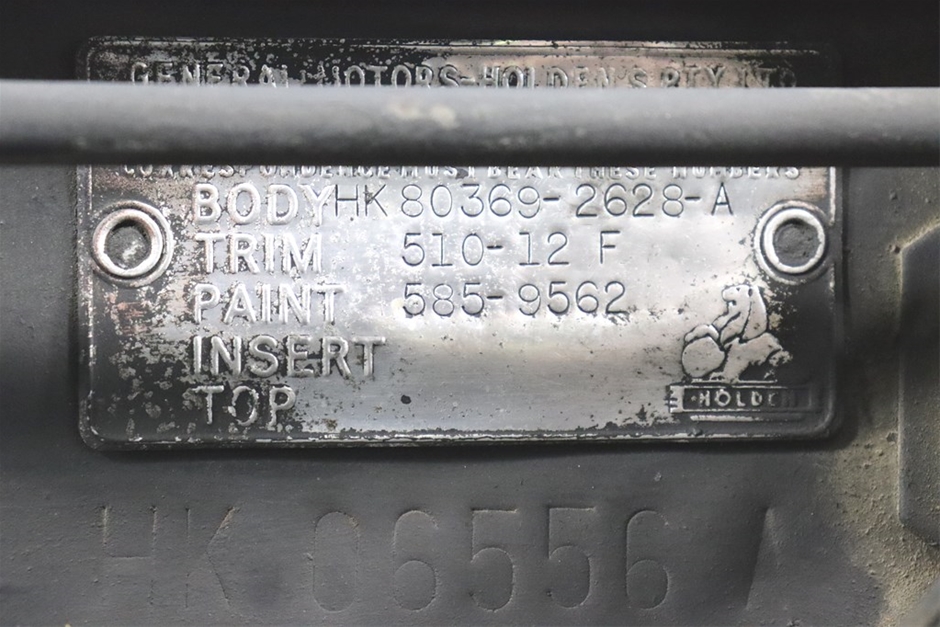 GENERAL MOTORS-HOLDEN'S PTY. LTD.
CORRESPONDENCE MUST BEAR THESE NUMBERS
BODY HK 80369-2628-A
TRIM 510-12 F
PAINT 585-9562
INSERT
TOP
HOLDEN
HK 06556 A